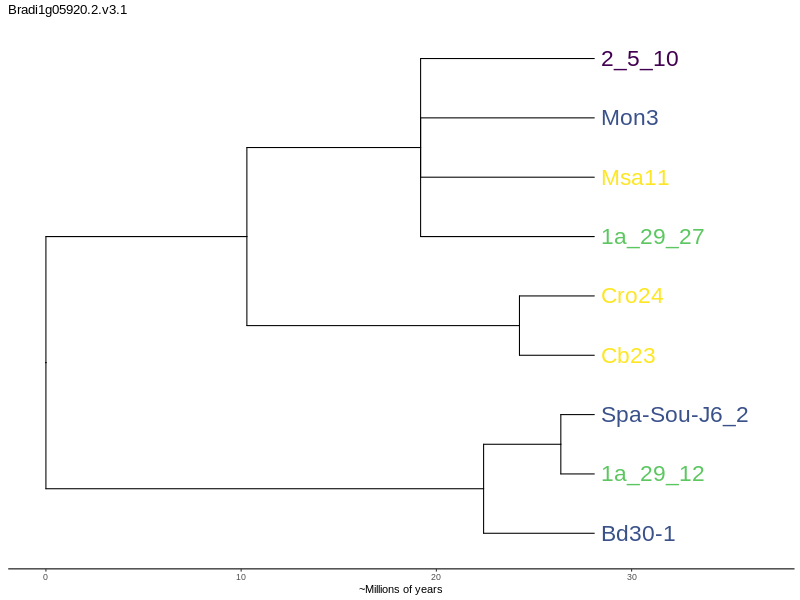 Bradi1g05920.2.v3.1
2_5_10
Mon3
Msa11
1a_29_27
Cro24
Cb23
Spa-Sou-J6_2
1a_29_12
Bd30-1
0 10 20 30
~Millions of years